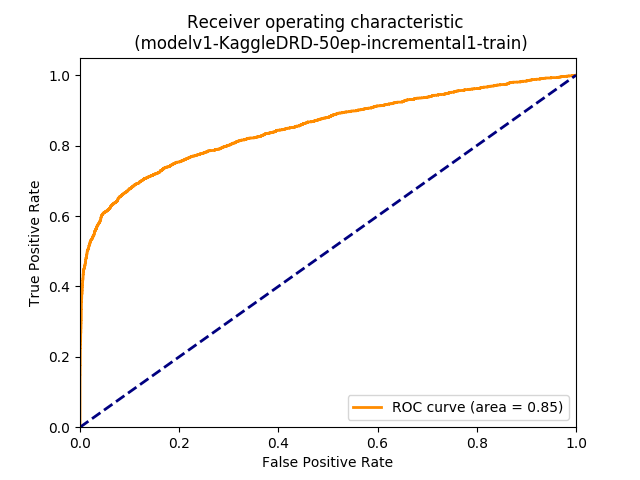 Receiver operating characteristic
(modelv1-KaggleDRD-50ep-incremental1-train)
1.0
0.8
0.6
0.4
0.2
0.0
True Positive Rate
ROC curve (area = 0.85)
0.0 0.2 0.4 0.6 0.8 1.0
False Positive Rate